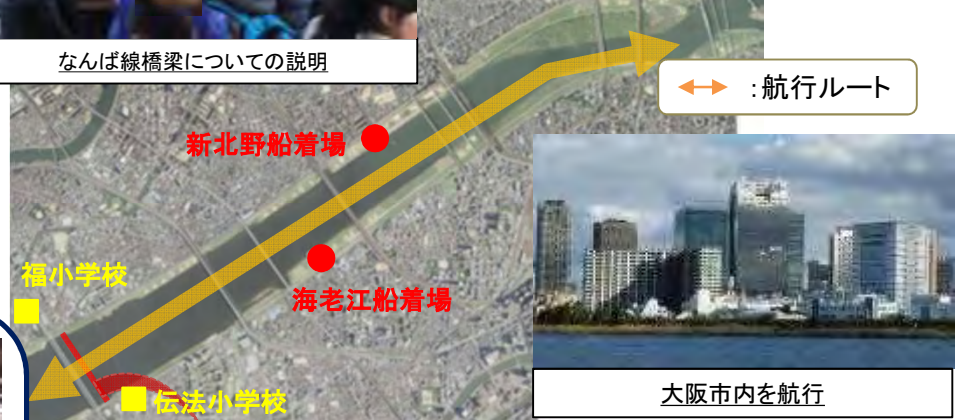 なんば線橋梁についての説明
:航行ルート
新北野船着場
福小学校
海老江船着場
伝法小学校
大阪市内を航行